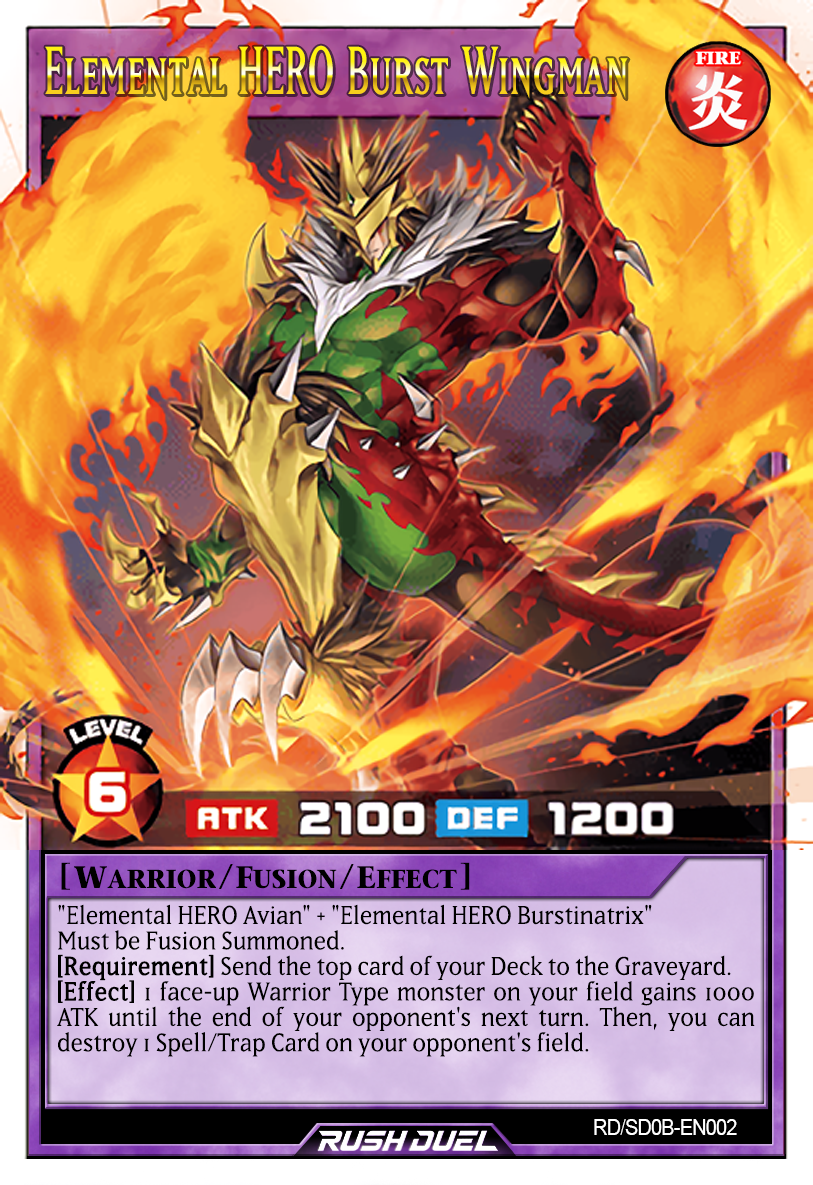 Elemental HERO Burst Wingman
FIRE
炎
LEVEL
6
ATK 2100 DEF 1200
[Warrior/Fusion/Effect]
"Elemental HERO Avian" + "Elemental HERO Burstinatrix"
Must be Fusion Summoned.
[Requirement] Send the top card of your Deck to the Graveyard.
[Effect] 1 face-up Warrior Type monster on your field gains 1000
ATK until the end of your opponent's next turn. Then, you can
destroy 1 Spell/Trap Card on your opponent's field.
RD/SD0B-EN002
RUSH DUEL